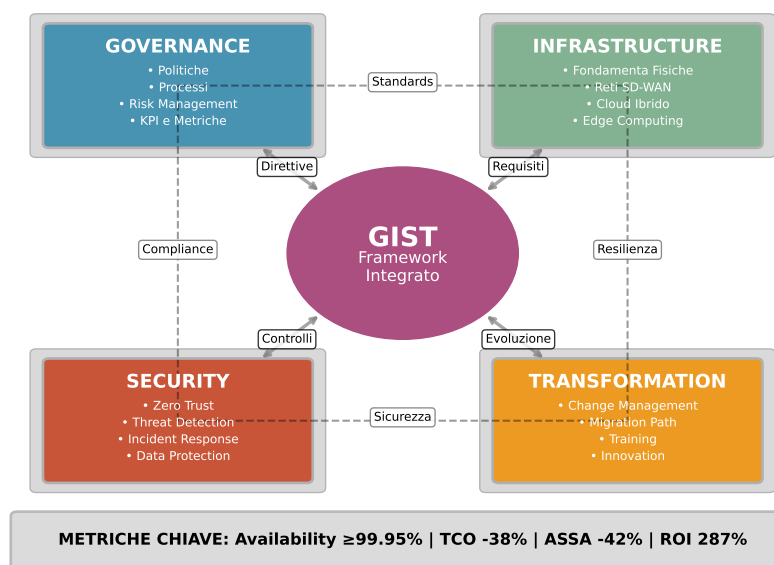 GOVERNANCE
• Politiche
• Processi
• Risk Management
• KPI e Metriche
INFRASTRUCTURE
• Fondamenta Fisiche
• Reti SD-WAN
• Cloud Ibrido
• Edge Computing
Standards
Direttive
Requisiti
GIST
Framework
Integrato
Compliance
Resilienza
Controlli
Evoluzione
SECURITY
• Zero Trust
• Threat Detection
• Incident Response
• Data Protection
TRANSFORMATION
• Change Management
• Migration Path
• Training
• Innovation
Sicurezza
METRICHE CHIAVE: Availability ≥99.95% | TCO -38% | ASSA -42% | ROI 287%